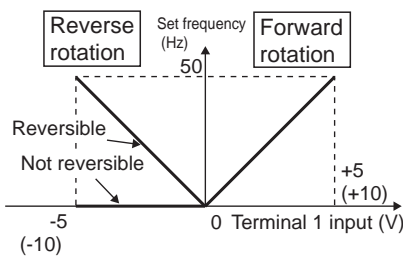 Reverse
rotation
Set frequency
(Hz)
Forward
rotation
50
Reversible
Not reversible
+5
(+10)
-5
(-10)
0
Terminal 1 input (V)